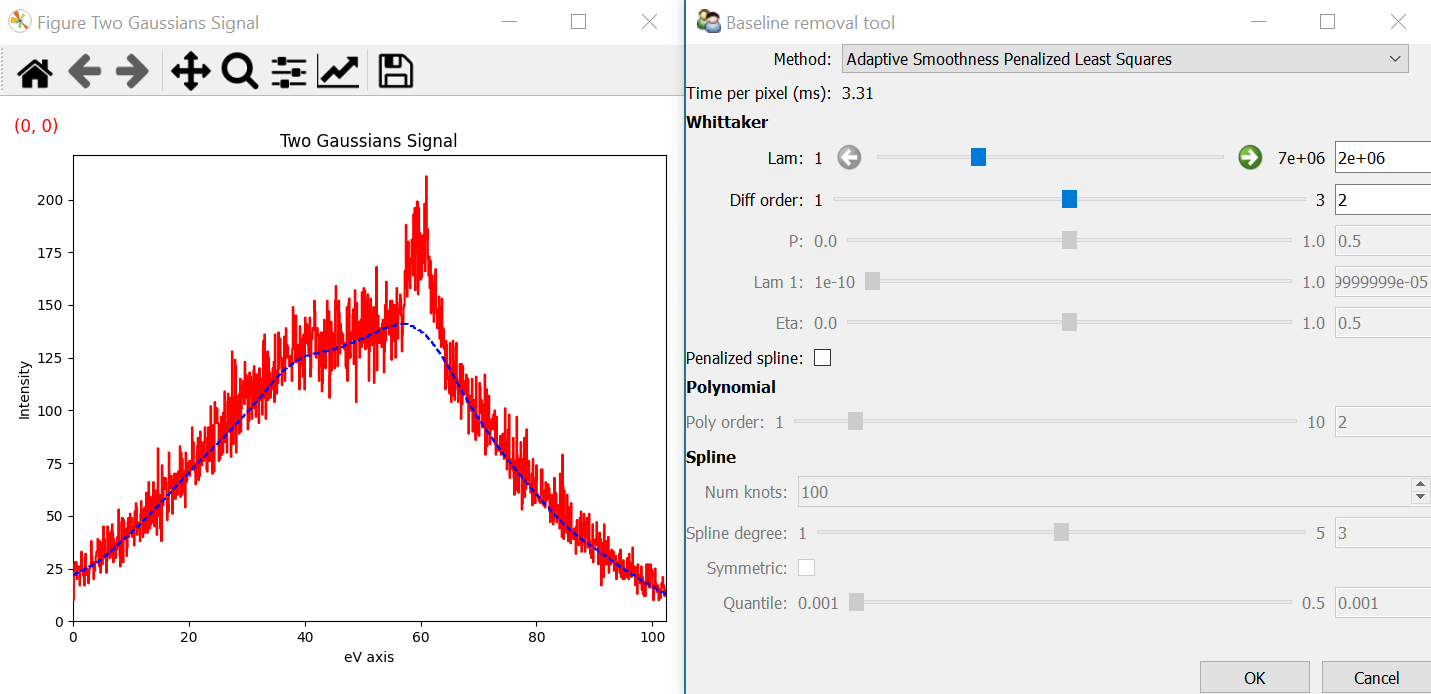 Figure Two Gaussians Signal
(0, 0)
Two Gaussians Signal
200
175
150
125
100
75
50
25
0
Intensity
0 20 40 60 80 100
eV axis
Baseline removal tool
Method: Adaptive Smoothness Penalized Least Squares
Time per pixel (ms): 3.31
Whittaker
Lam: 1 7e+06 2e+06
Diff order: 1 3 2
P: 0.0 1.0 0.5
Lam 1: 1e-10 1.0 9999999e-05
Eta: 0.0 1.0 0.5
Penalized spline:
Polynomial
Poly order: 1 10 2
Spline
Num knots: 100
Spline degree: 1 5 3
Symmetric:
Quantile: 0.001 0.5 0.001
OK Cancel